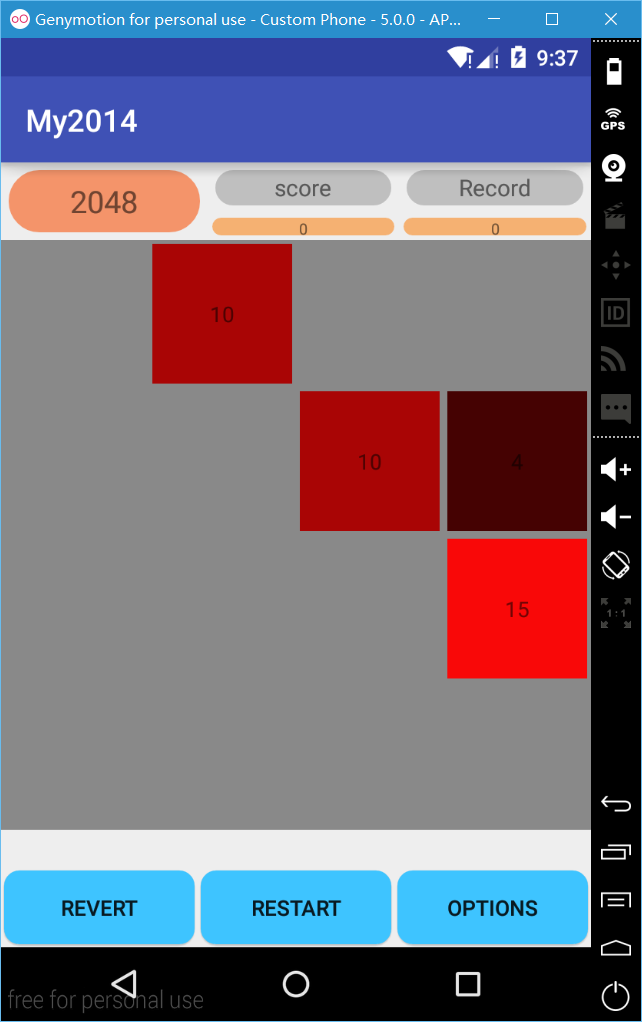 Genymotion for personal use - Custom Phone - 5.0.0 - AP...
9:37
GPS
My2014
2048
score
Record
0
0
ID
10
10
4
15
1:1
REVERT
RESTART
OPTIONS
free for personal use